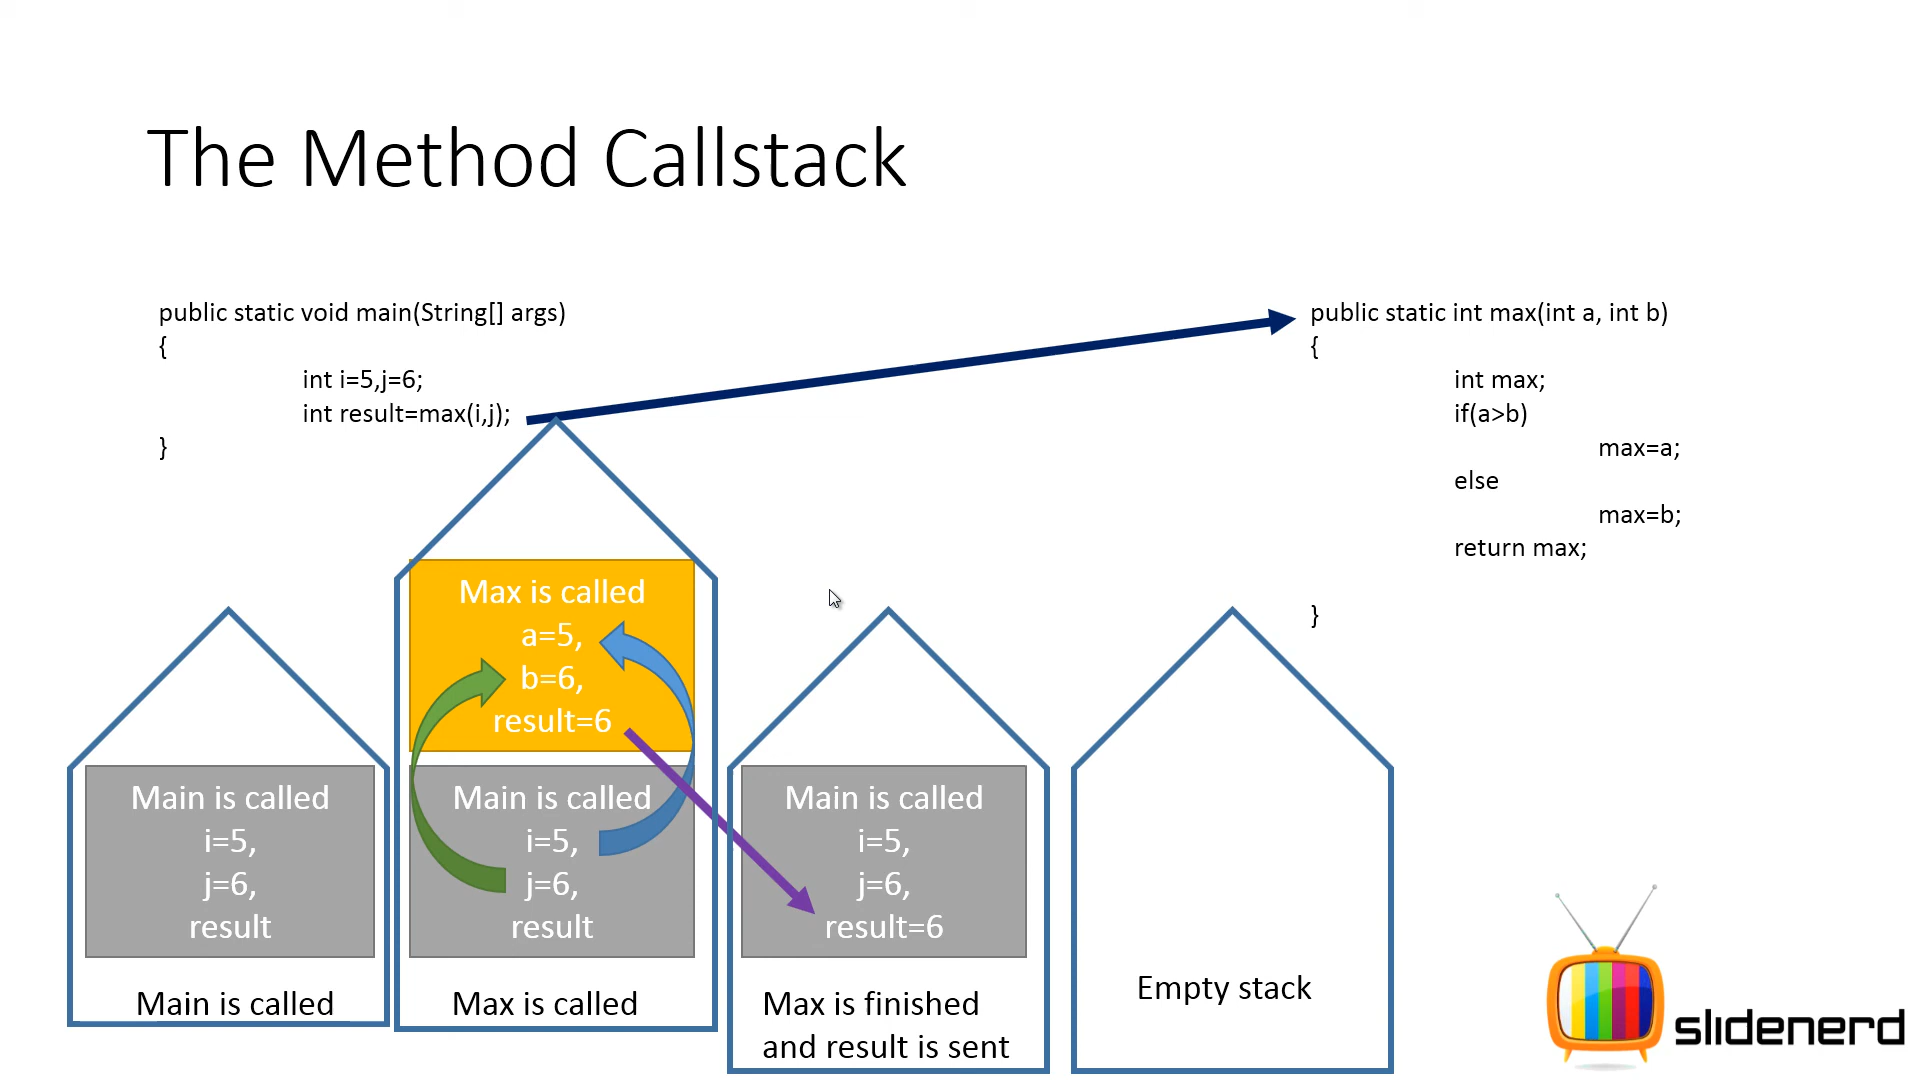 The Method Callstack
public static void main(String[] args)
{
int i=5,j=6;
int result=max(i,j);
}
public static int max(int a, int b)
{
int max;
if(a>b)
max=a;
else
max=b;
return max;
}
Main is called
i=5,
j=6,
result
Main is called
Max is called
a=5,
b=6,
result=6
Main is called
i=5,
j=6,
result
Max is called
Main is called
i=5,
j=6,
result=6
Max is finished
and result is sent
Empty stack
slidenerd